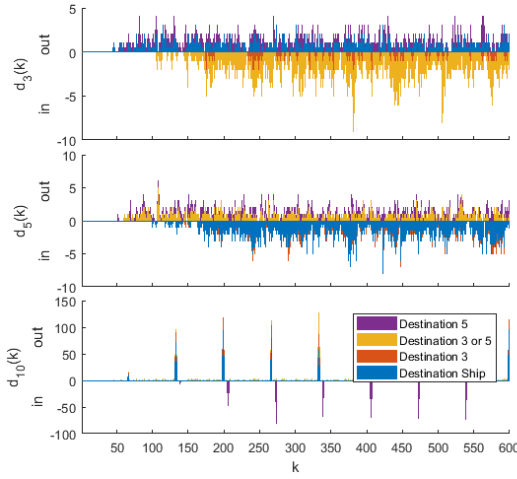 5
0
-5
-10
d3(k)
in out
10
5
0
-5
-10
d5(k)
in out
150
100
50
0
-50
-100
d10(k)
in out
Destination 5
Destination 3 or 5
Destination 3
Destination Ship
50 100 150 200 250 300 350 400 450 500 550 600
k